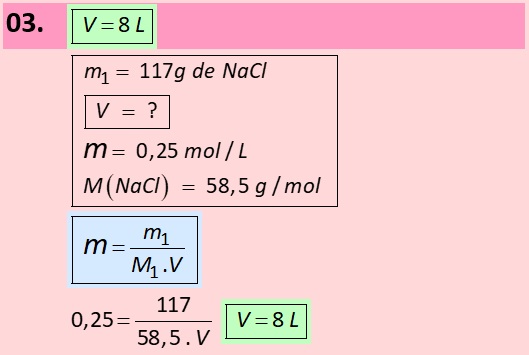 03. V = 8 L
m₁ = 117g de NaCl
V = ?
m = 0,25 mol / L
M(NaCl) = 58,5 g / mol
m = m₁ / M₁ . V
0,25 = 117 / 58,5 . V V = 8 L